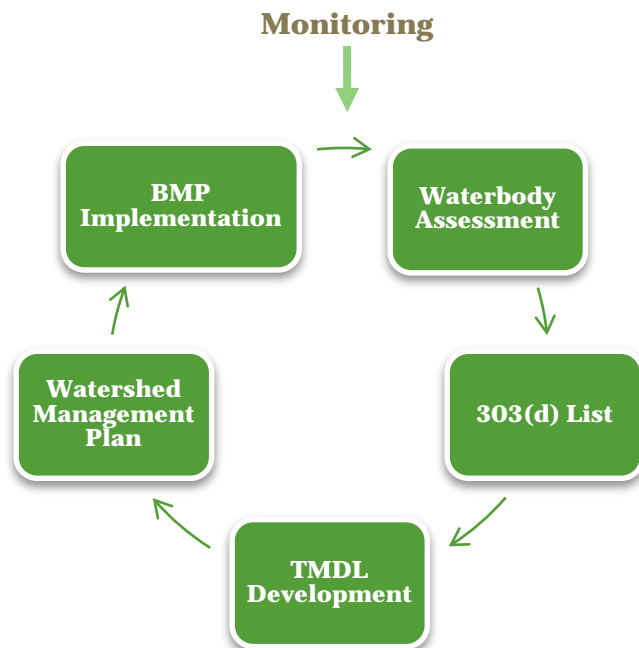 Monitoring
BMP
Implementation
Waterbody
Assessment
Watershed
Management
Plan
303(d) List
TMDL
Development